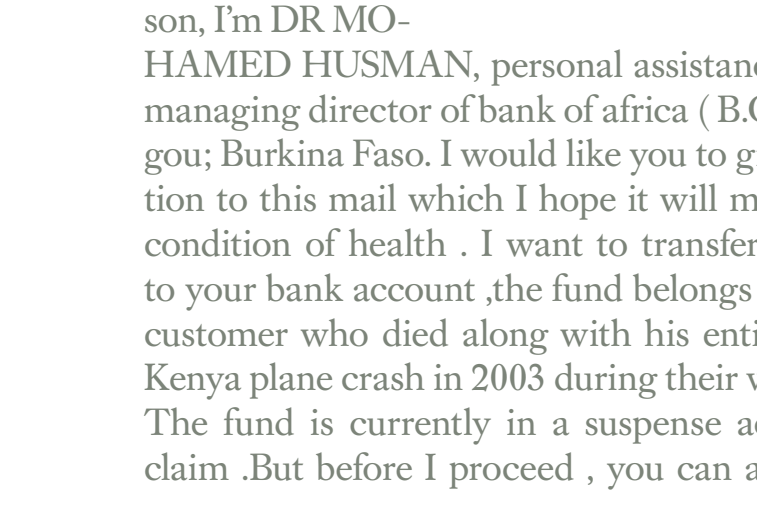 son, I'm DR MO-
HAMED HUSMAN, personal
managing director of bank of africa (
gou; Burkina Faso. I would like you to
tion to this mail which I hope it will
condition of health . I want to transfer
to your bank account ,the fund belongs
customer who died along with his
Kenya plane crash in 2003 during their
The fund is currently in a suspense
claim .But before I proceed , you can